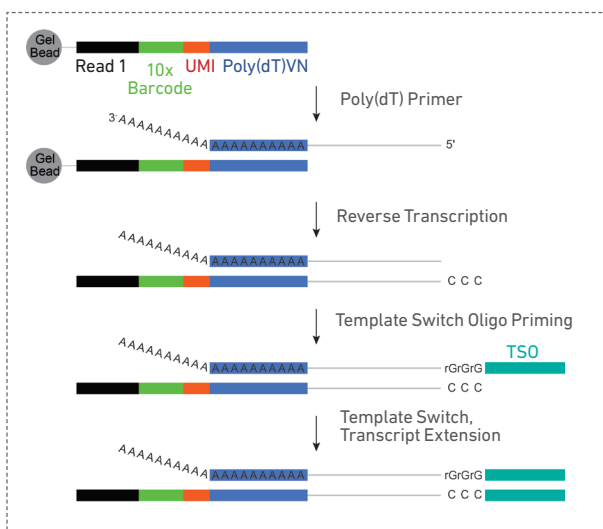 Gel
Bead
Read 1
10x
Barcode
UMI
Poly(dT)VN
Poly(dT) Primer
3'
AAAAAAAAAA
AAAAAAAAAA
5'
Gel
Bead
Reverse Transcription
AAAAAAAAAA
AAAAAAAAAA
C C C
Template Switch Oligo Priming
TSO
AAAAAAAAAA
AAAAAAAAAA
rGrGrG
C C C
Template Switch,
Transcript Extension
AAAAAAAAAA
AAAAAAAAAA
rGrGrG
C C C